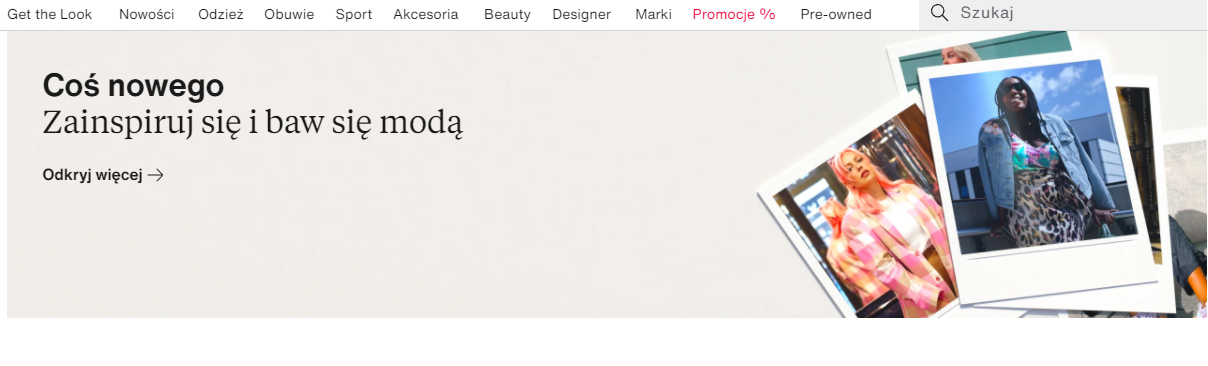 Get the Look Nowości Odzież Obuwie Sport Akcesoria Beauty Designer Marki Promocje % Pre-owned Szukaj
Coś nowego
Zainspiruj się i baw się modą
Odkryj więcej →